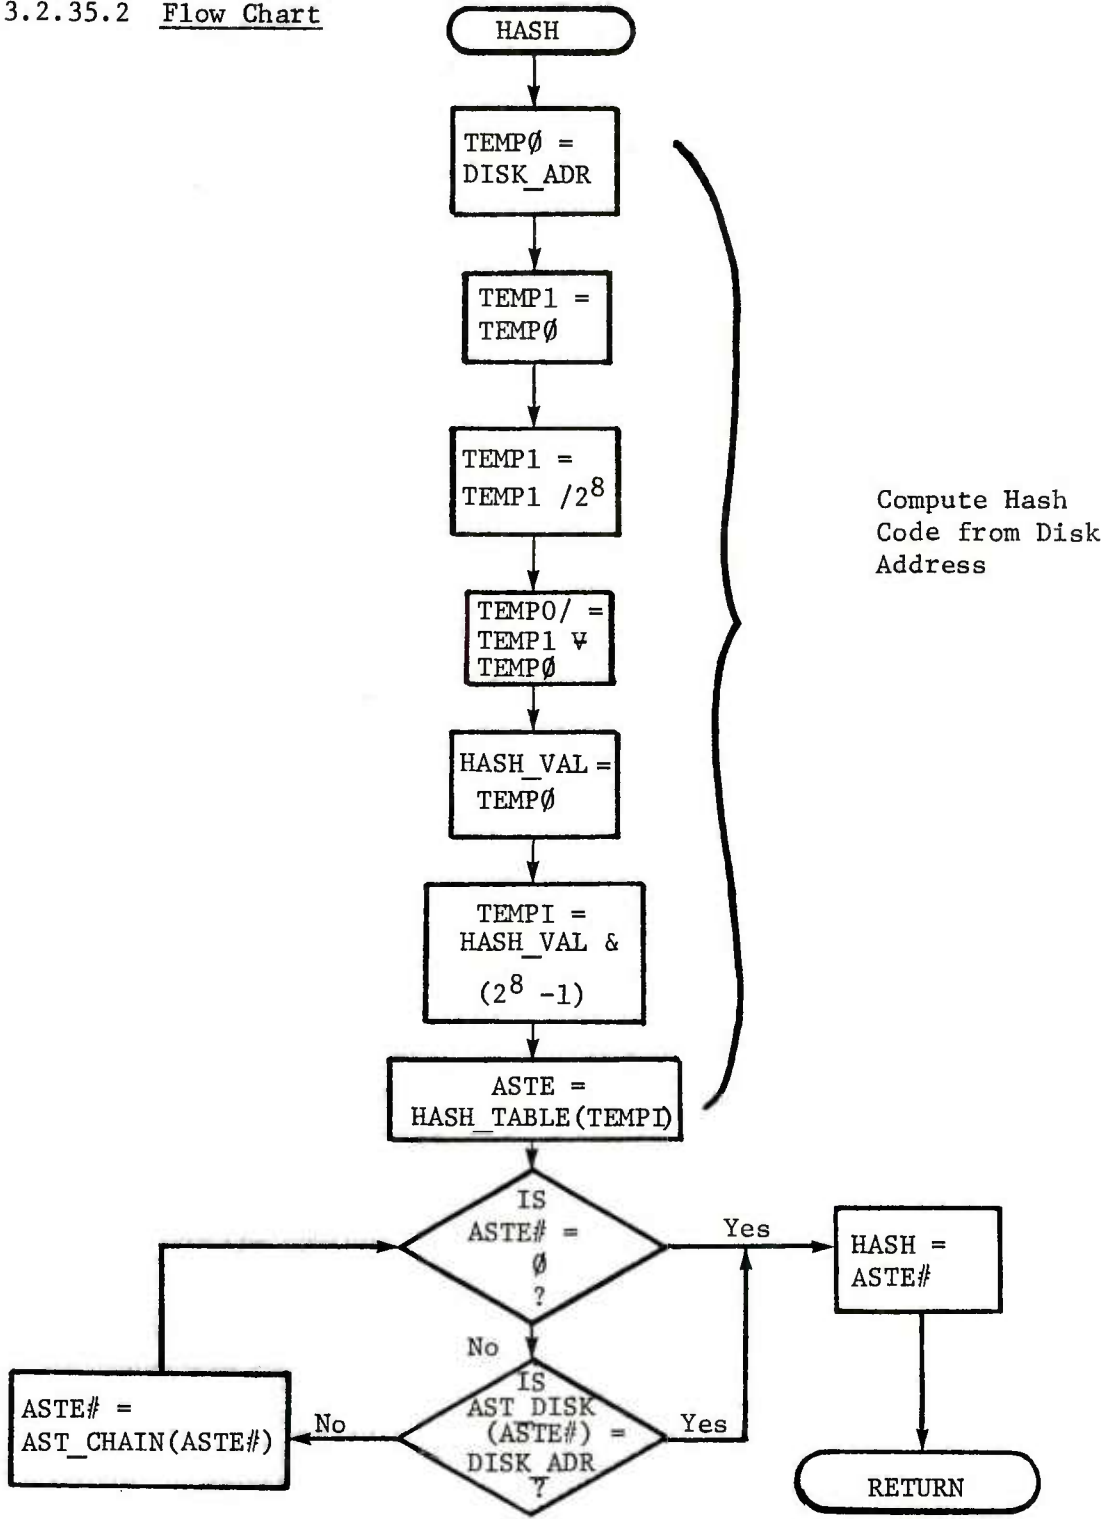 3.2.35.2 Flow Chart
HASH
TEMPØ =
DISK_ADR
TEMP1 =
TEMPØ
TEMP1 =
TEMP1 /2⁸
TEMPO/ =
TEMP1 ⊻
TEMPØ
HASH_VAL =
TEMPØ
TEMPI =
HASH_VAL &
(2⁸ -1)
ASTE =
HASH_TABLE(TEMPI)
Compute Hash
Code from Disk
Address
IS
ASTE# =
Ø
?
Yes
HASH =
ASTE#
No
IS
AST_DISK
(ASTE#) =
DISK_ADR
?
Yes
No
ASTE# =
AST_CHAIN(ASTE#)
RETURN